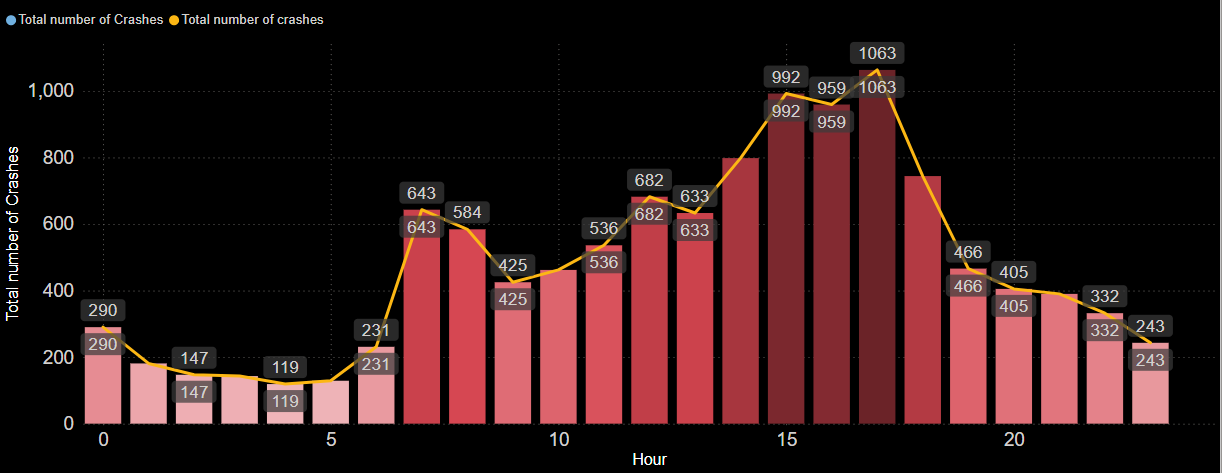 Total number of Crashes Total number of crashes
1063
1,000 992 959 1063
992 959
800
682
643 633
600 584 682
643 536 633
536
466
425 405
400 466
290 425 405 332
290 231 332 243
200 147 231 243
119
147 119
0
0 5 10 15 20
Hour
Total number of Crashes